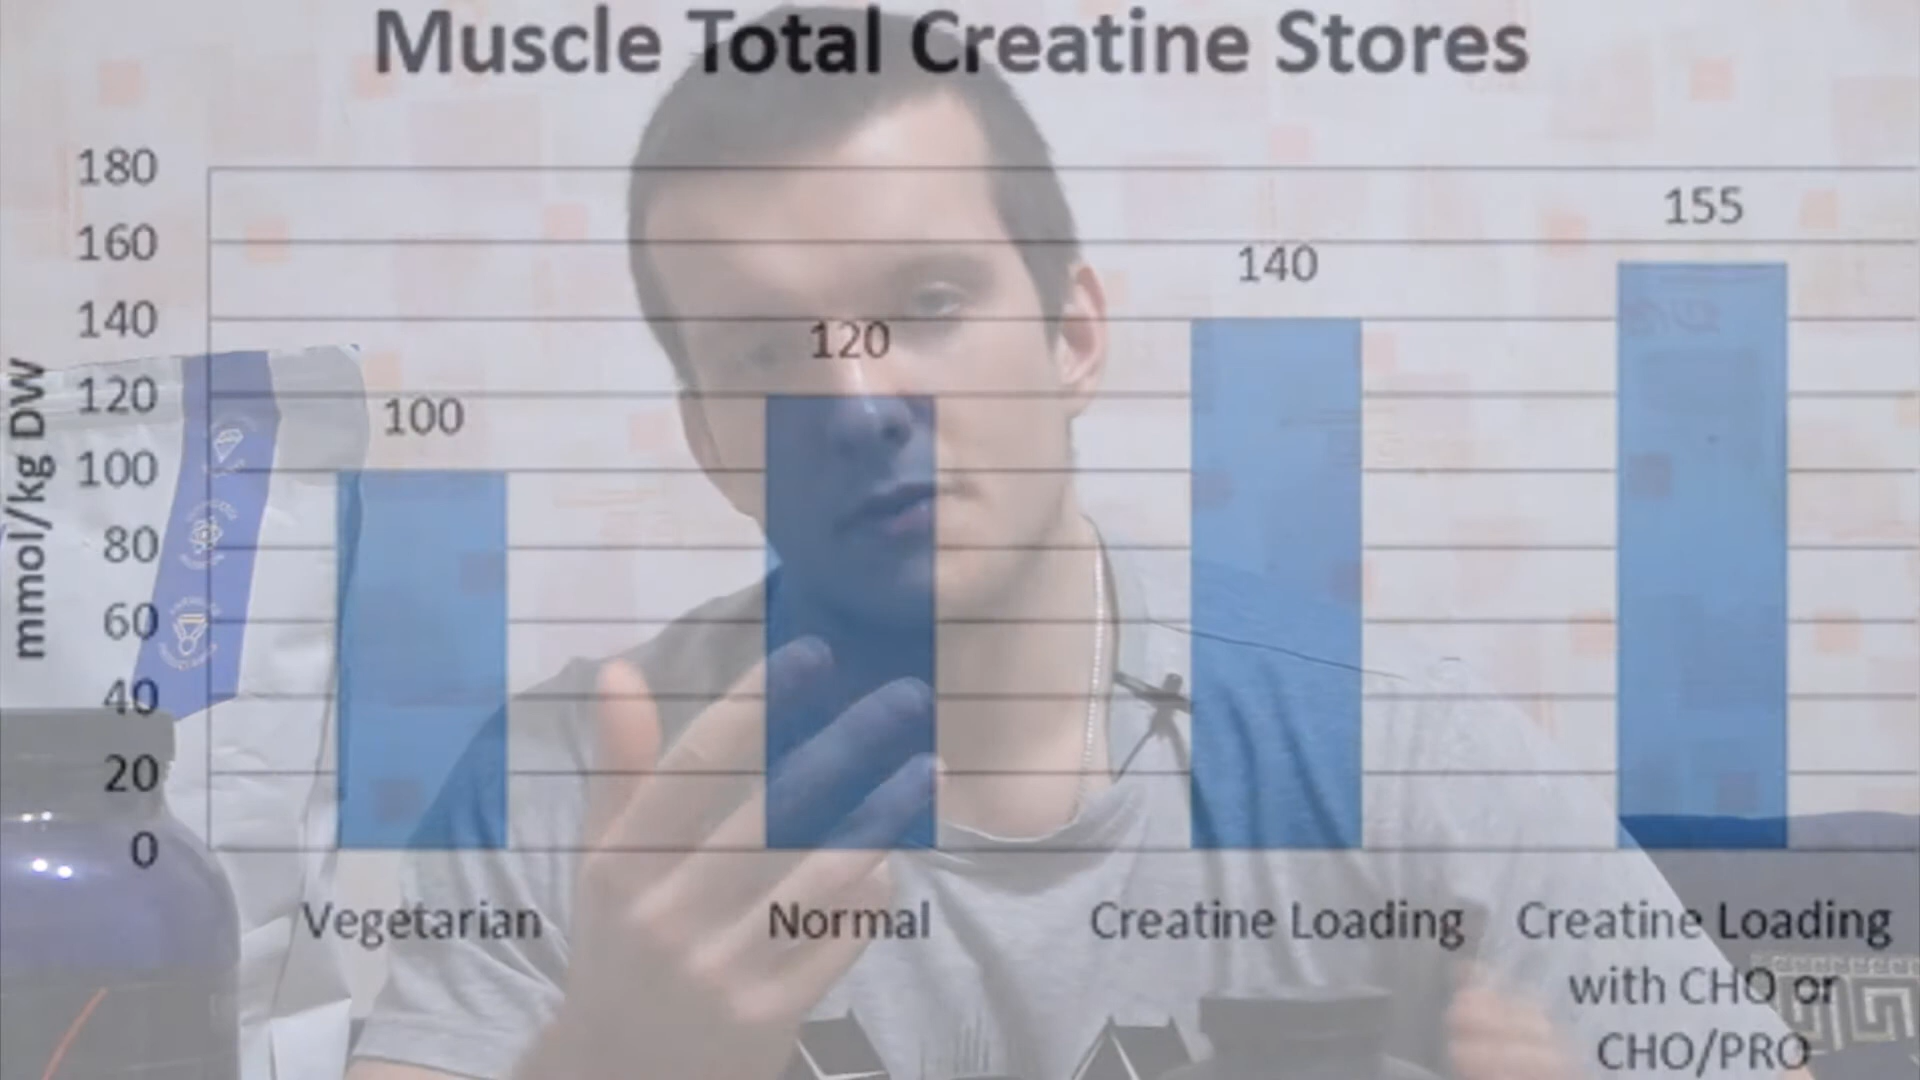 Muscle Total Creatine Stores
180
160
140
120
100
80
60
40
20
0
mmol/kg DW
100
120
140
155
Vegetarian
Normal
Creatine Loading
Creatine Loading
with CHO or
CHO/PRO